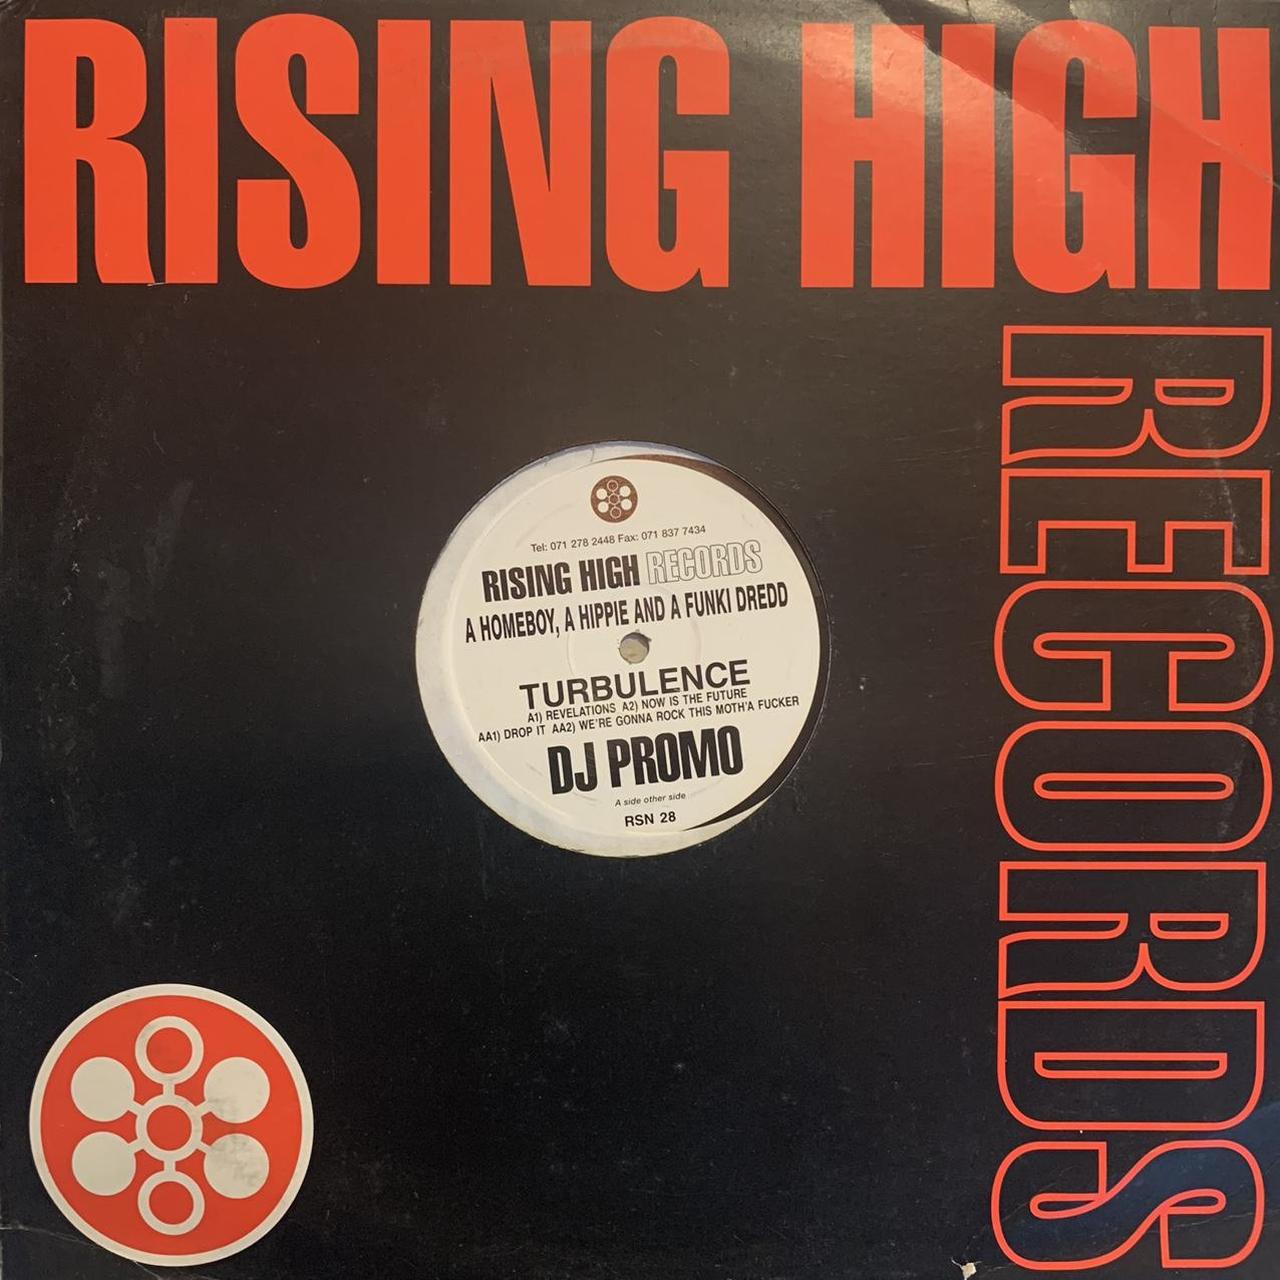 RISING HIGH
RECORDS
Tel: 071 278 2448 Fax: 071 837 7434
RISING HIGH RECORDS
A HOMEBOY, A HIPPIE AND A FUNKI DREDD
TURBULENCE
A1) REVELATIONS A2) NOW IS THE FUTURE
AA1) DROP IT AA2) WE'RE GONNA ROCK THIS MOTH'A FUCKER
DJ PROMO
A side other side
RSN 28